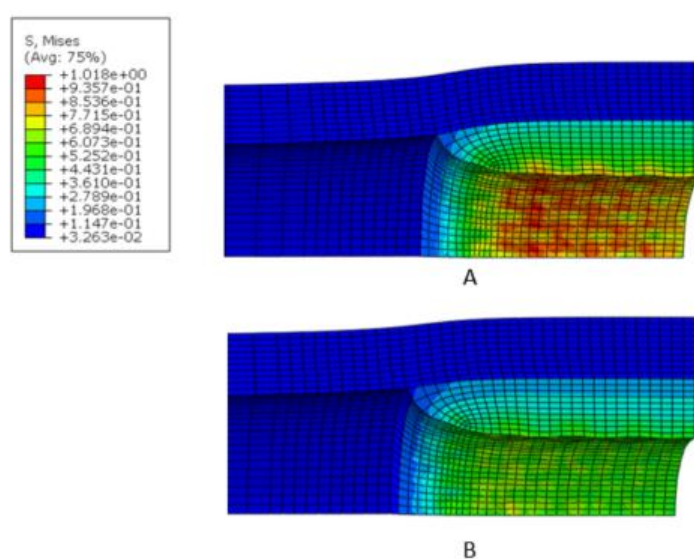 S, Mises
(Avg: 75%)
+1.018e+00
+9.357e-01
+8.536e-01
+7.715e-01
+6.894e-01
+6.073e-01
+5.252e-01
+4.431e-01
+3.610e-01
+2.789e-01
+1.968e-01
+1.147e-01
+3.263e-02
A
B